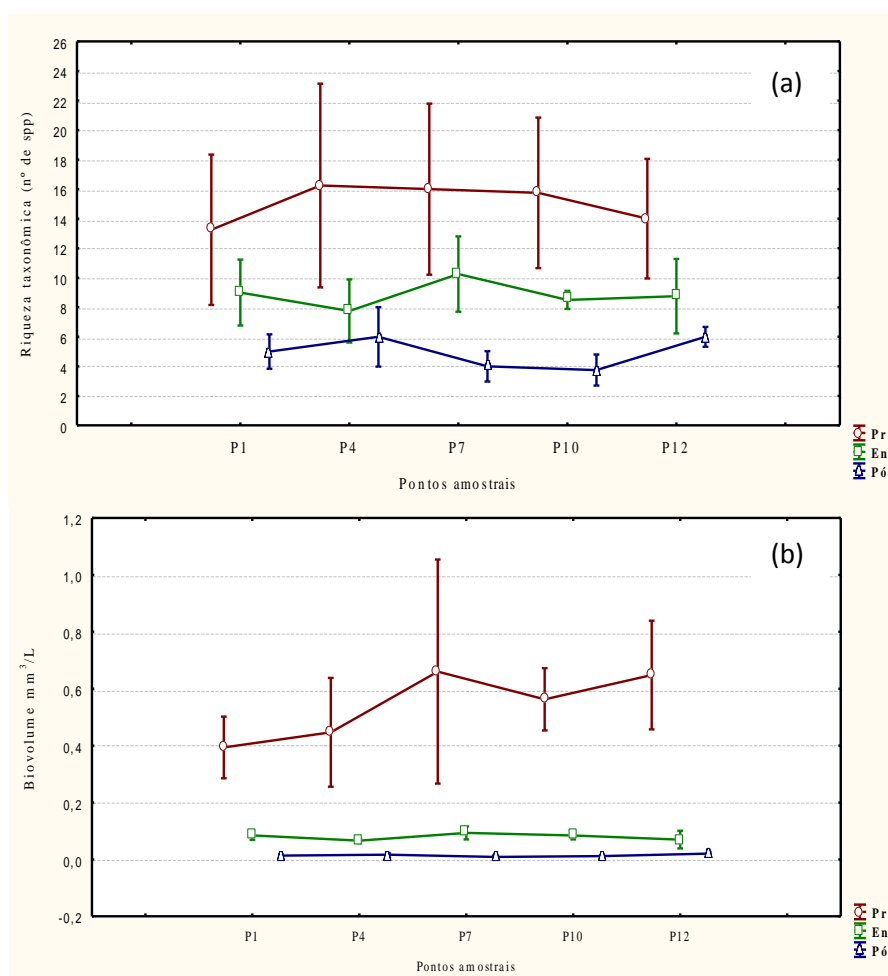 26
24
22
20
18
16
14
12
10
8
6
4
2
0
Riqueza taxonômica (nº de spp)
(a)
P1 P4 P7 P10 P12
Pontos amostrais
Pr
En
Pó
1,2
1,0
0,8
0,6
0,4
0,2
0,0
-0,2
Biovolume mm³/L
(b)
P1 P4 P7 P10 P12
Pontos amostrais
Pr
En
Pó